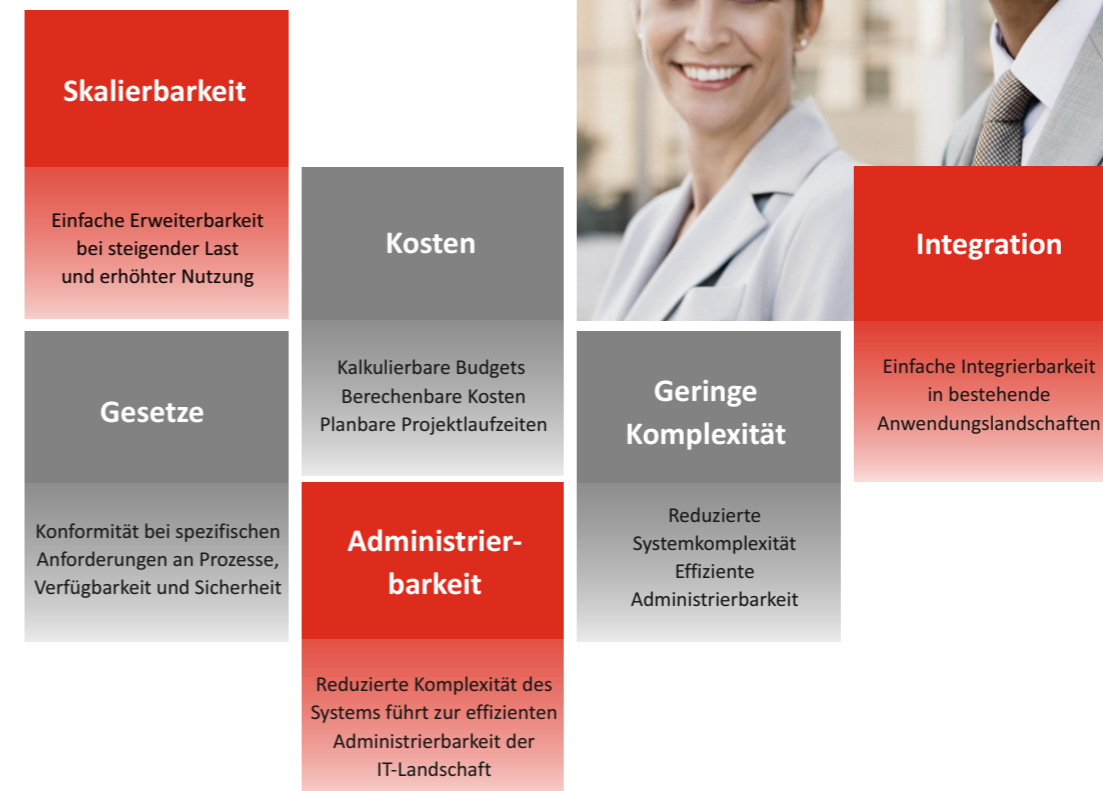 Skalierbarkeit
Einfache Erweiterbarkeit
bei steigender Last
und erhöhter Nutzung
Gesetze
Konformität bei spezifischen
Anforderungen an Prozesse,
Verfügbarkeit und Sicherheit
Kosten
Kalkulierbare Budgets
Berechenbare Kosten
Planbare Projektlaufzeiten
Administrier-
barkeit
Reduzierte Komplexität des
Systems führt zur effizienten
Administrierbarkeit der
IT-Landschaft
Geringe
Komplexität
Reduzierte
Systemkomplexität
Effiziente
Administrierbarkeit
Integration
Einfache Integrierbarkeit
in bestehende
Anwendungslandschaften